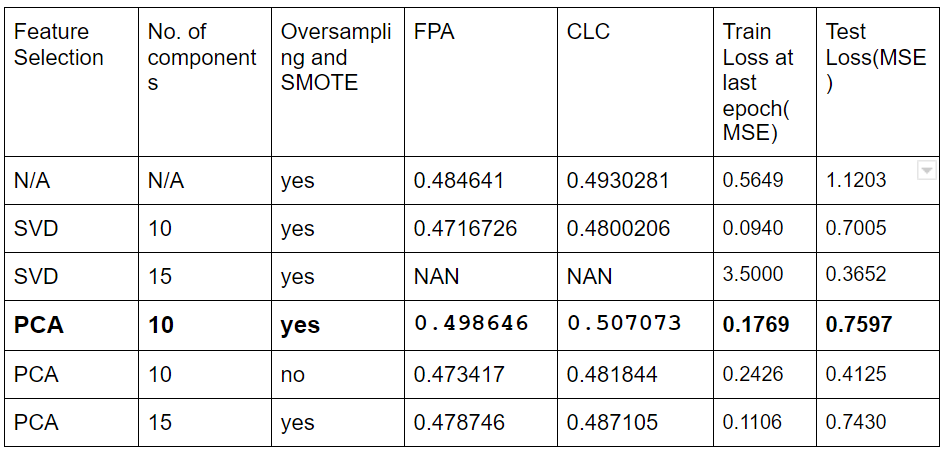 Feature Selection | No. of components | Oversampling and SMOTE | FPA | CLC | Train Loss at last epoch(MSE) | Test Loss(MSE)
N/A | N/A | yes | 0.484641 | 0.4930281 | 0.5649 | 1.1203
SVD | 10 | yes | 0.4716726 | 0.4800206 | 0.0940 | 0.7005
SVD | 15 | yes | NAN | NAN | 3.5000 | 0.3652
PCA | 10 | yes | 0.498646 | 0.507073 | 0.1769 | 0.7597
PCA | 10 | no | 0.473417 | 0.481844 | 0.2426 | 0.4125
PCA | 15 | yes | 0.478746 | 0.487105 | 0.1106 | 0.7430